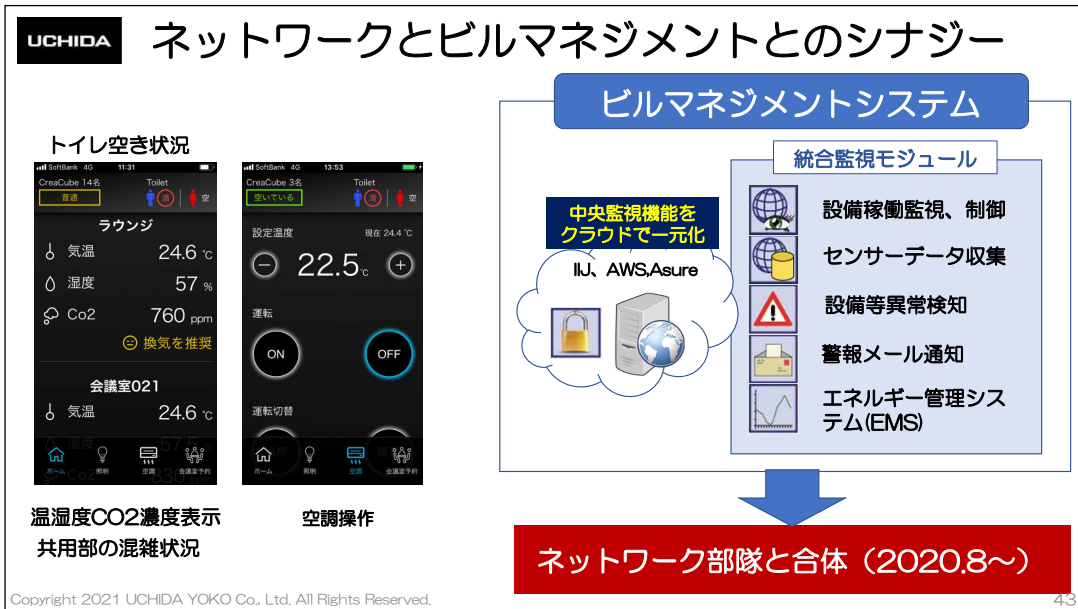 UCHIDA
ネットワークとビルマネジメントとのシナジー
トイレ空き状況
SoftBank 4G 11:31
CreaCube 14名 Toilet
普通 満 空
ラウンジ
気温 24.6 ℃
湿度 57 %
Co2 760 ppm
換気を推奨
会議室021
気温 24.6 ℃
湿度 57.5
Co2 830 ppm
ホーム 照明 空調 会議室予約
温湿度CO2濃度表示
共用部の混雑状況
SoftBank 4G 13:53
CreaCube 3名 Toilet
空いている 満 空
設定温度 現在 24.4 ℃
22.5 ℃
運転
ON OFF
運転切替
ホーム 照明 空調 会議室予約
空調操作
ビルマネジメントシステム
中央監視機能を
クラウドで一元化
IIJ、AWS,Asure
統合監視モジュール
設備稼働監視、制御
センサーデータ収集
設備等異常検知
警報メール通知
エネルギー管理シス
テム(EMS)
ネットワーク部隊と合体（2020.8～）
Copyright 2021 UCHIDA YOKO Co., Ltd. All Rights Reserved.
43